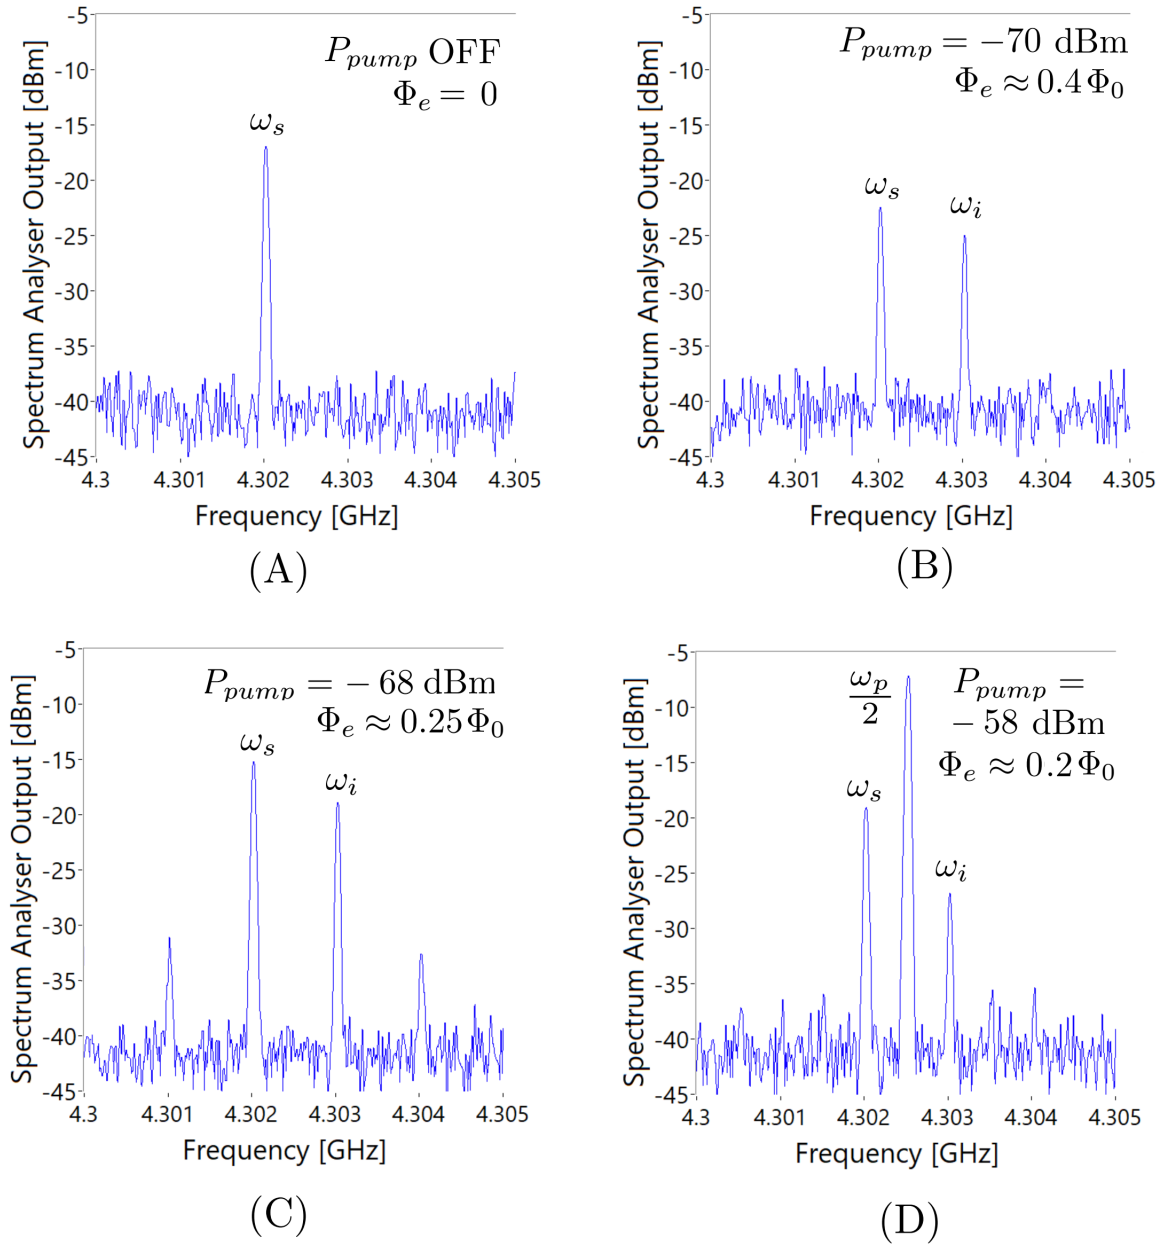 P_pump OFF
Φ_e = 0
ω_s
Spectrum Analyser Output [dBm]
-5
-10
-15
-20
-25
-30
-35
-40
-45
4.3 4.301 4.302 4.303 4.304 4.305
Frequency [GHz]
(A)
P_pump = −70 dBm
Φ_e ≈ 0.4Φ_0
ω_s
ω_i
Spectrum Analyser Output [dBm]
-5
-10
-15
-20
-25
-30
-35
-40
-45
4.3 4.301 4.302 4.303 4.304 4.305
Frequency [GHz]
(B)
P_pump = −68 dBm
Φ_e ≈ 0.25Φ_0
ω_s
ω_i
Spectrum Analyser Output [dBm]
-5
-10
-15
-20
-25
-30
-35
-40
-45
4.3 4.301 4.302 4.303 4.304 4.305
Frequency [GHz]
(C)
ω_p
2
P_pump =
−58 dBm
Φ_e ≈ 0.2Φ_0
ω_s
ω_i
Spectrum Analyser Output [dBm]
-5
-10
-15
-20
-25
-30
-35
-40
-45
4.3 4.301 4.302 4.303 4.304 4.305
Frequency [GHz]
(D)